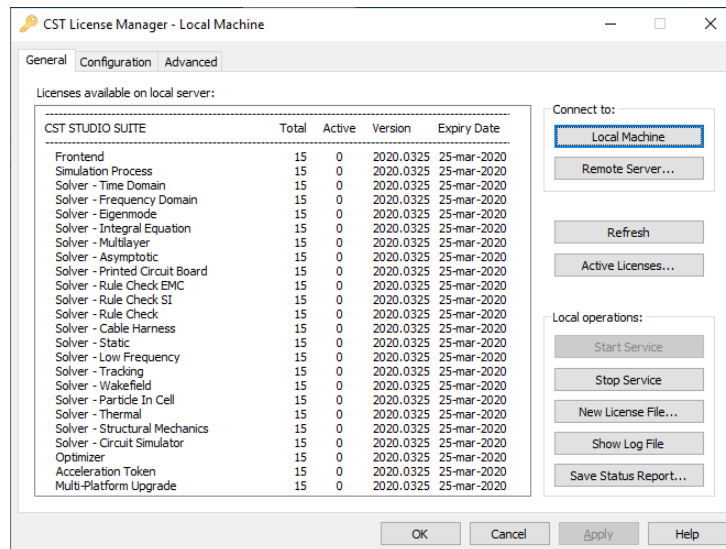 CST License Manager - Local Machine
General Configuration Advanced
Licenses available on local server:
CST STUDIO SUITE Total Active Version Expiry Date
Frontend 15 0 2020.0325 25-mar-2020
Simulation Process 15 0 2020.0325 25-mar-2020
Solver - Time Domain 15 0 2020.0325 25-mar-2020
Solver - Frequency Domain 15 0 2020.0325 25-mar-2020
Solver - Eigenmode 15 0 2020.0325 25-mar-2020
Solver - Integral Equation 15 0 2020.0325 25-mar-2020
Solver - Multilayer 15 0 2020.0325 25-mar-2020
Solver - Asymptotic 15 0 2020.0325 25-mar-2020
Solver - Printed Circuit Board 15 0 2020.0325 25-mar-2020
Solver - Rule Check EMC 15 0 2020.0325 25-mar-2020
Solver - Rule Check SI 15 0 2020.0325 25-mar-2020
Solver - Rule Check 15 0 2020.0325 25-mar-2020
Solver - Cable Harness 15 0 2020.0325 25-mar-2020
Solver - Static 15 0 2020.0325 25-mar-2020
Solver - Low Frequency 15 0 2020.0325 25-mar-2020
Solver - Tracking 15 0 2020.0325 25-mar-2020
Solver - Wakefield 15 0 2020.0325 25-mar-2020
Solver - Particle In Cell 15 0 2020.0325 25-mar-2020
Solver - Thermal 15 0 2020.0325 25-mar-2020
Solver - Structural Mechanics 15 0 2020.0325 25-mar-2020
Solver - Circuit Simulator 15 0 2020.0325 25-mar-2020
Optimizer 15 0 2020.0325 25-mar-2020
Acceleration Token 15 0 2020.0325 25-mar-2020
Multi-Platform Upgrade 15 0 2020.0325 25-mar-2020
Connect to:
Local Machine
Remote Server...
Refresh
Active Licenses...
Local operations:
Start Service
Stop Service
New License File...
Show Log File
Save Status Report...
OK Cancel Apply Help